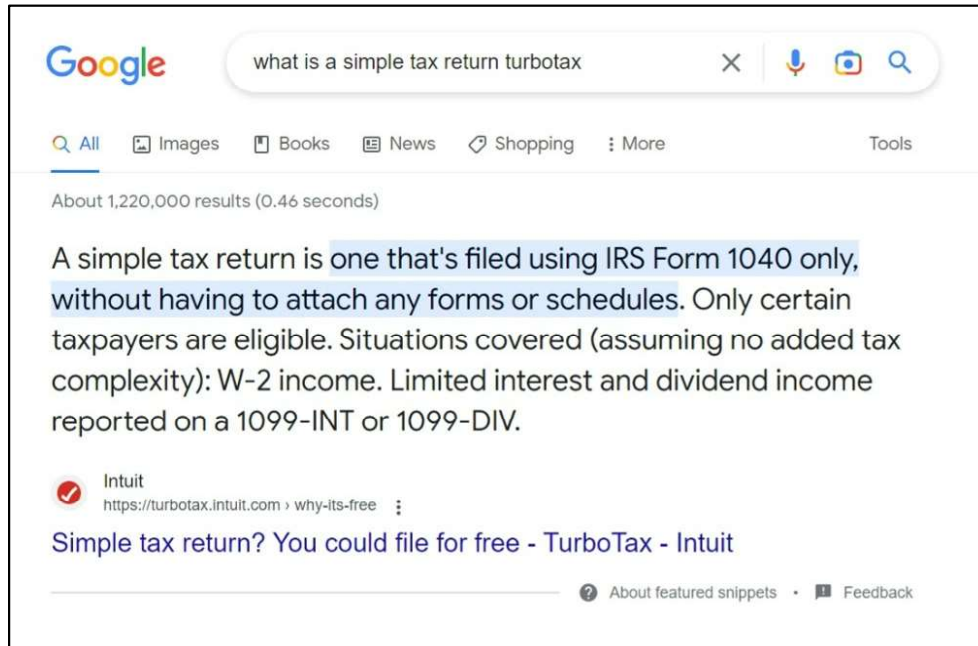 Google
what is a simple tax return turbotax
All Images Books News Shopping More Tools
About 1,220,000 results (0.46 seconds)
A simple tax return is one that's filed using IRS Form 1040 only,
without having to attach any forms or schedules. Only certain
taxpayers are eligible. Situations covered (assuming no added tax
complexity): W-2 income. Limited interest and dividend income
reported on a 1099-INT or 1099-DIV.
Intuit
https://turbotax.intuit.com › why-its-free
Simple tax return? You could file for free - TurboTax - Intuit
About featured snippets • Feedback